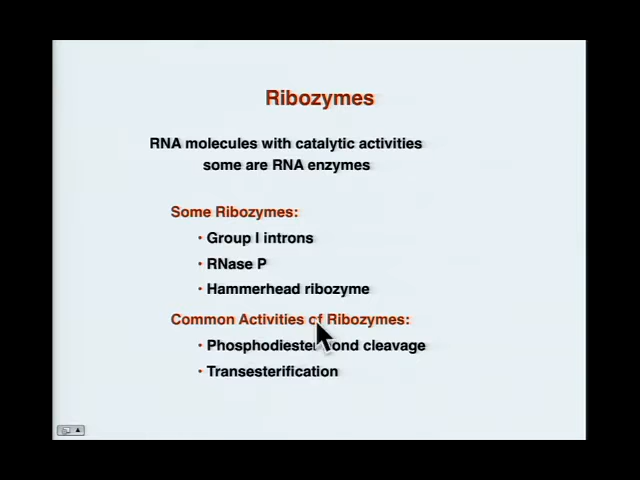 Ribozymes
RNA molecules with catalytic activities
some are RNA enzymes
Some Ribozymes:
• Group I introns
• RNase P
• Hammerhead ribozyme
Common Activities of Ribozymes:
• Phosphodiester bond cleavage
• Transesterification